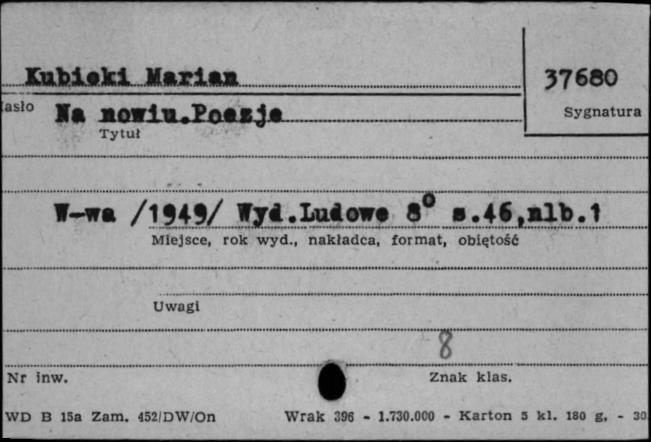 Kubicki Marian
37680
asło
Na nowiu.Poezje
Sygnatura
Tytuł
W-wa /1949/ Wyd.Ludowe 8° s.46,nlb.1
Miejsce, rok wyd., nakładca, format, obiętość
Uwagi
8
Nr inw.
Znak klas.
WD B 15a Zam. 452/DW/On Wrak 396 - 1.730.000 - Karton 5 kl. 180 g. - 30